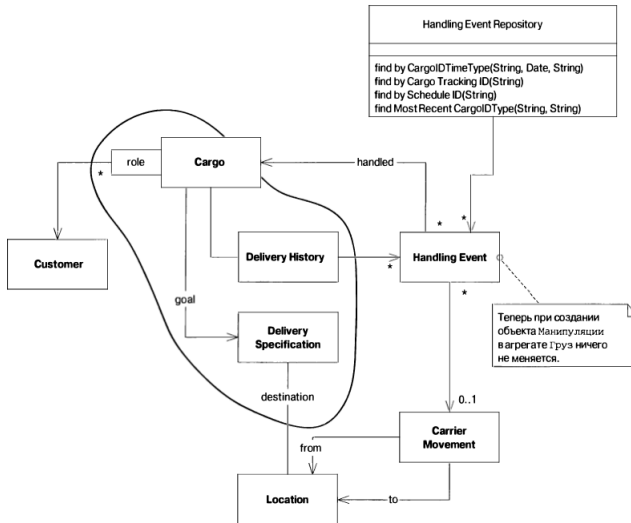 Handling Event Repository
find by CargoIDTimeType(String, Date, String)
find by Cargo Tracking ID(String)
find by Schedule ID(String)
find Most Recent CargoIDType(String, String)
role
Cargo
handled
*
*
*
Customer
Delivery History
*
Handling Event
*
goal
Delivery
Specification
Теперь при создании
объекта Манипуляции
в агрегате Груз ничего
не меняется.
destination
0..1
Carrier
Movement
from
Location
to